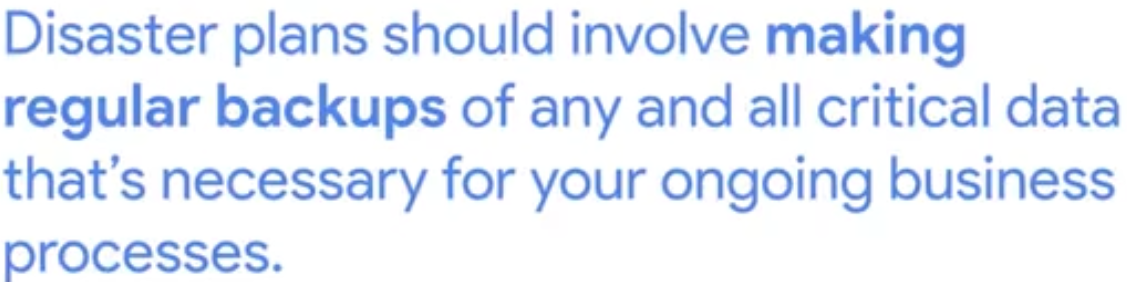 Disaster plans should involve making
regular backups of any and all critical data
that’s necessary for your ongoing business
processes.